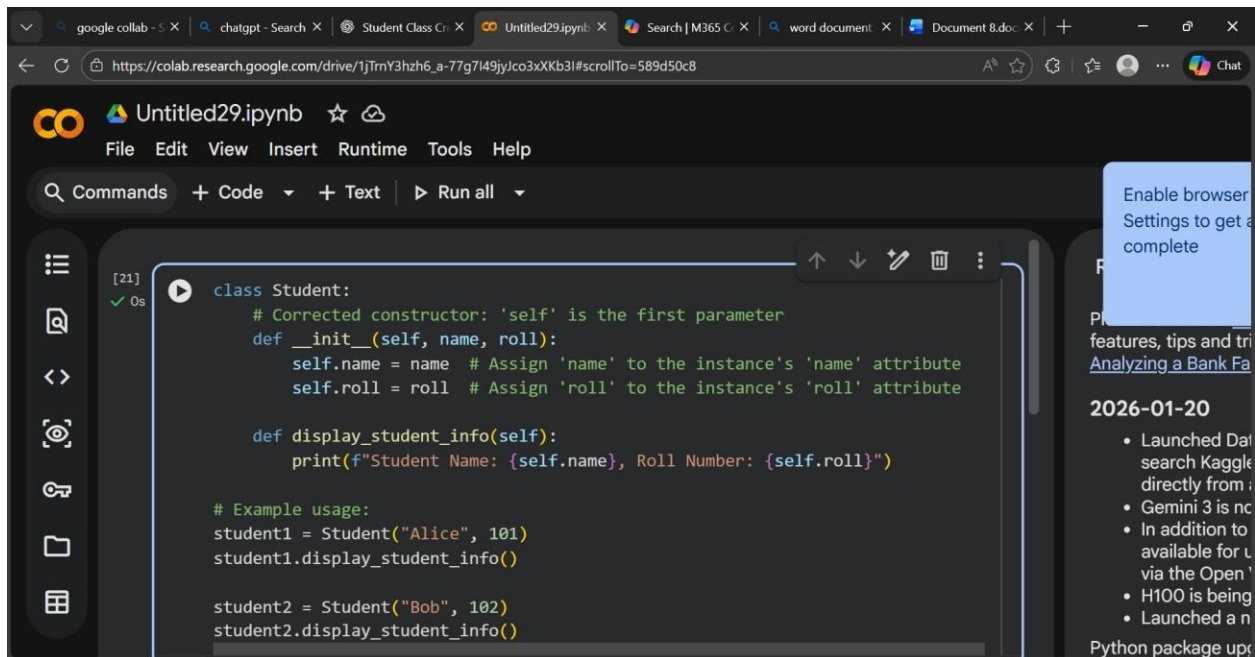 google collab - S
chatgpt - Search
Student Class Cr
Untitled29.ipynb
Search | M365 C
word document
Document 8.doc
https://colab.research.google.com/drive/1jTrnY3hzh6_a-77g7I49jyJco3xXKb3I#scrollTo=589d50c8
Chat
CO
Untitled29.ipynb
File Edit View Insert Runtime Tools Help
Commands + Code + Text Run all
Enable browser
Settings to get a
complete
[21]
0s
class Student:
# Corrected constructor: 'self' is the first parameter
def __init__(self, name, roll):
self.name = name # Assign 'name' to the instance's 'name' attribute
self.roll = roll # Assign 'roll' to the instance's 'roll' attribute
def display_student_info(self):
print(f"Student Name: {self.name}, Roll Number: {self.roll}")
# Example usage:
student1 = Student("Alice", 101)
student1.display_student_info()
student2 = Student("Bob", 102)
student2.display_student_info()
features, tips and tri
Analyzing a Bank Fa
2026-01-20
• Launched Dat
search Kaggle
directly from
• Gemini 3 is no
• In addition to
available for u
via the Open
• H100 is being
• Launched a n
Python package upd